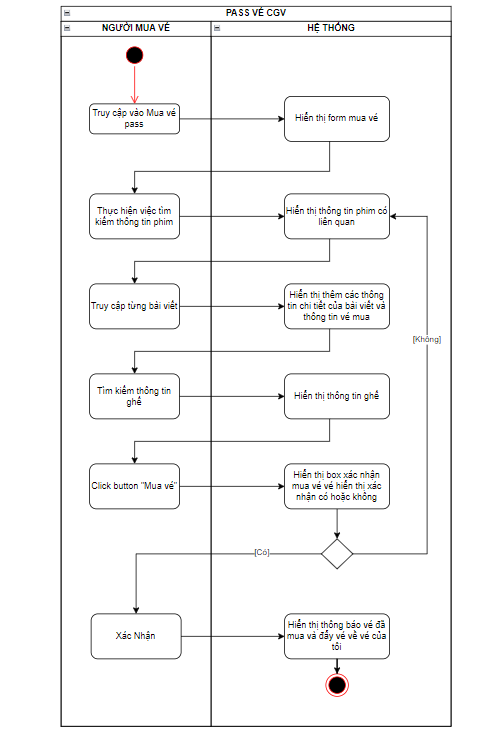 PASS VÉ CGV
NGƯỜI MUA VÉ
HỆ THỐNG
Truy cập vào Mua vé
pass
Hiển thị form mua vé
Thực hiện việc tìm
kiếm thông tin phim
Hiển thị thông tin phim có
liên quan
Truy cập từng bài viết
Hiển thị thêm các thông
tin chi tiết của bài viết và
thông tin vé mua
[Không]
Tìm kiếm thông tin
ghế
Hiển thị thông tin ghế
Click button "Mua vé"
Hiển thị box xác nhận
mua vé vé hiển thị xác
nhận có hoặc không
[Có]
Xác Nhận
Hiển thị thông báo vé đã
mua và đẩy vé về vé của
tôi